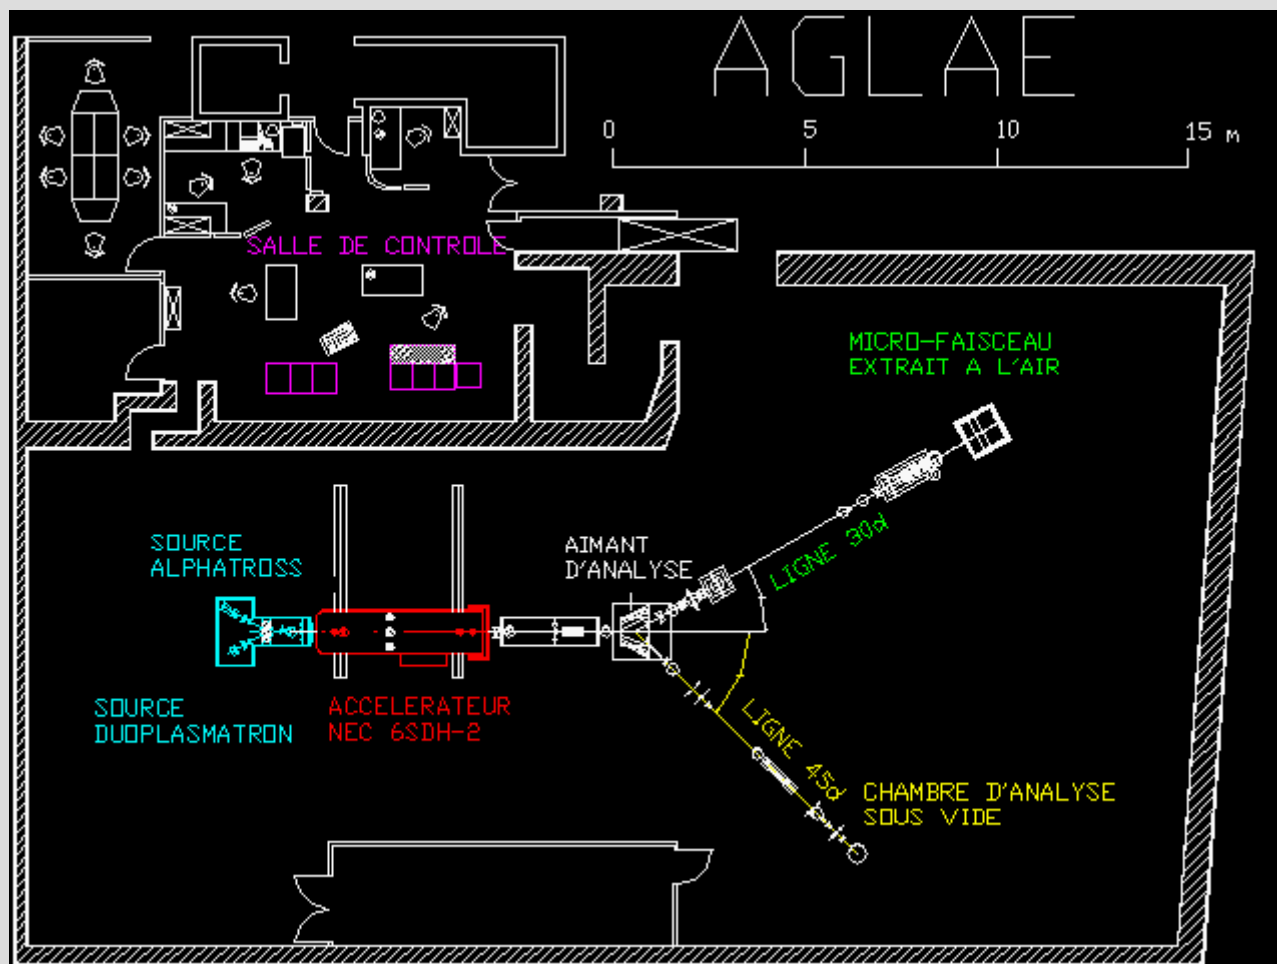 AGLAE
0 5 10 15 m
SALLE DE CONTROLE
MICRO-FAISCEAU
EXTRAIT A L'AIR
LIGNE 30d
SOURCE
ALPHATROSS
AIMANT
D'ANALYSE
SOURCE
DUOPLASMATRON
ACCELERATEUR
NEC 6SDH-2
LIGNE 45d
CHAMBRE D'ANALYSE
SOUS VIDE